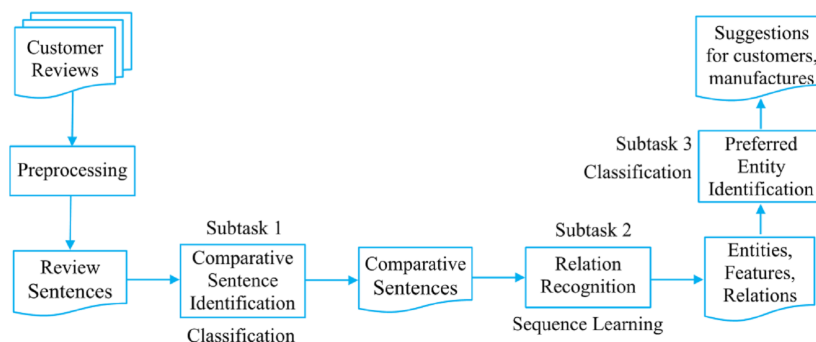 Customer
Reviews
Preprocessing
Review
Sentences
Subtask 1
Comparative
Sentence
Identification
Classification
Comparative
Sentences
Subtask 2
Relation
Recognition
Sequence Learning
Entities,
Features,
Relations
Subtask 3
Classification
Preferred
Entity
Identification
Suggestions
for customers,
manufactures